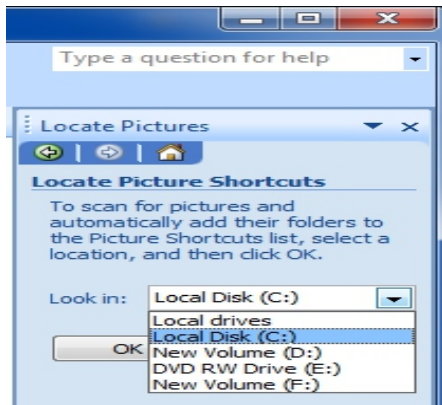 Type a question for help
Locate Pictures
Locate Picture Shortcuts
To scan for pictures and
automatically add their folders to
the Picture Shortcuts list, select a
location, and then click OK.
Look in: Local Disk (C:)
Local drives
Local Disk (C:)
OK
New Volume (D:)
DVD RW Drive (E:)
New Volume (F:)